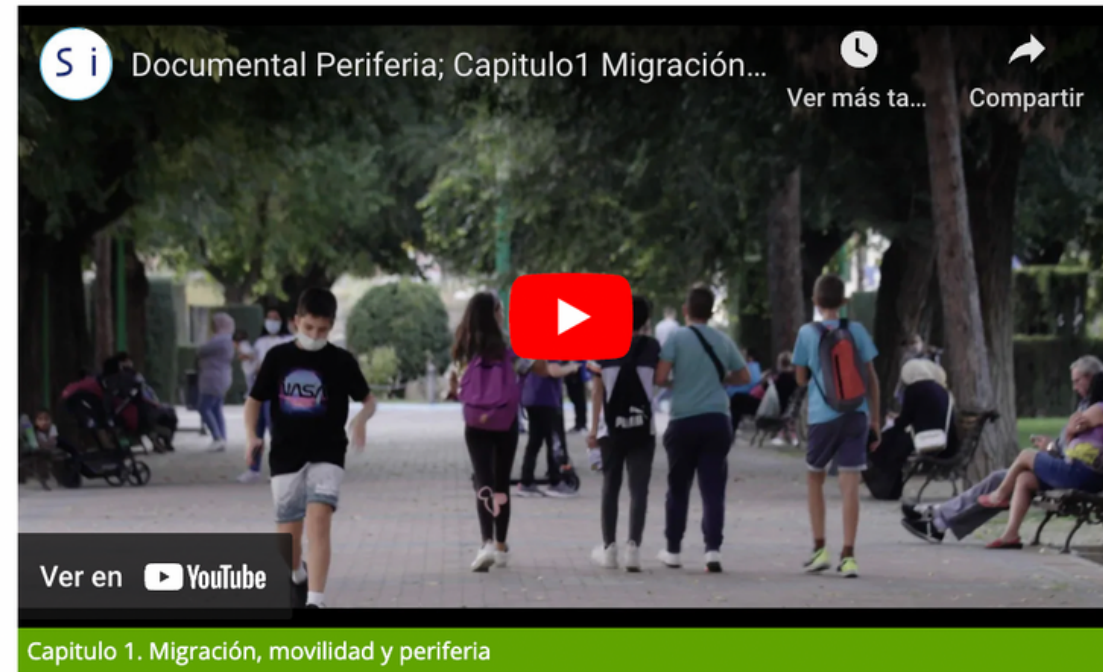 S i
Documental Periferia; Capitulo1 Migración...
Ver más ta...
Compartir
NASA
PUMA
Ver en YouTube
Capitulo 1. Migración, movilidad y periferia